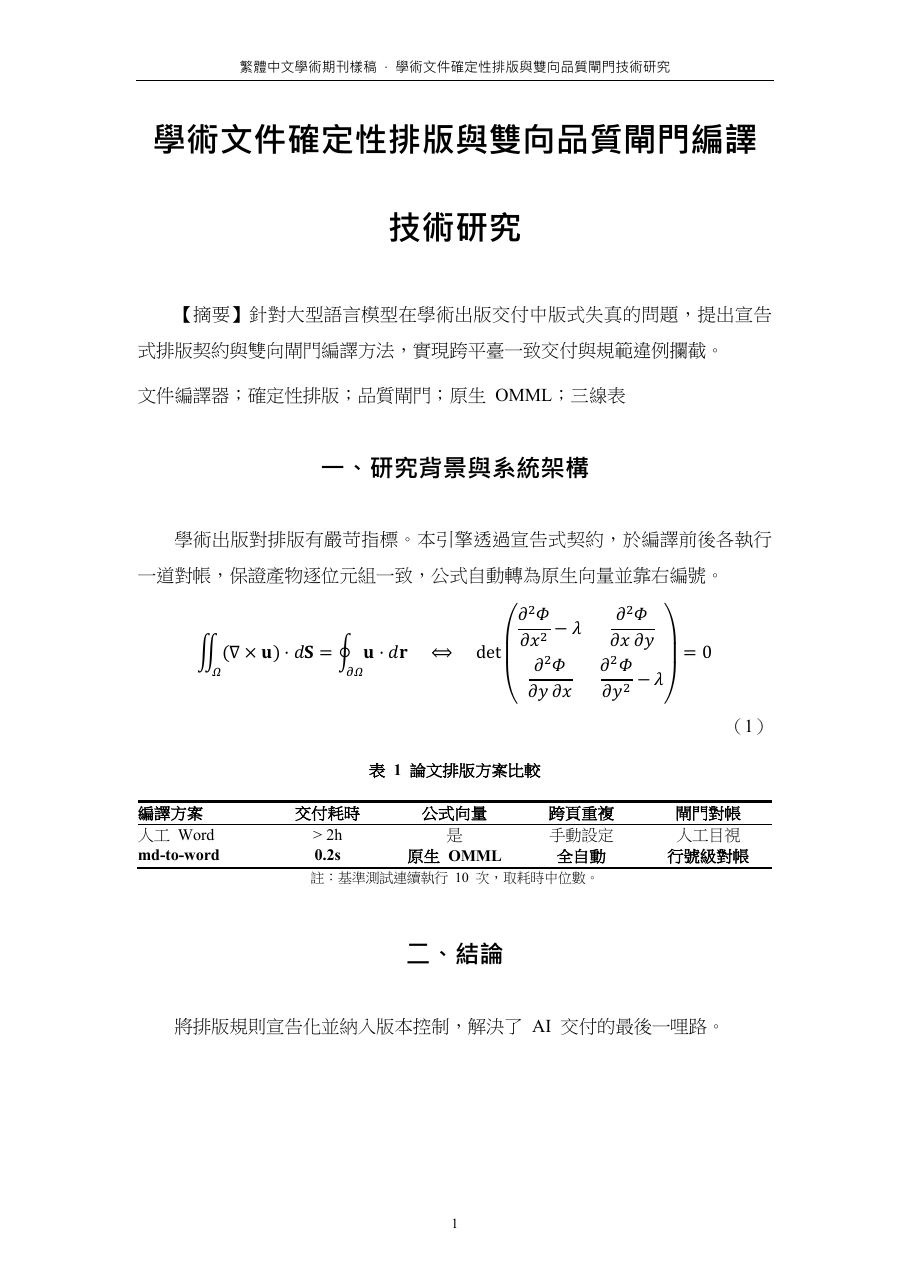 繁體中文學術期刊樣稿 · 學術文件確定性排版與雙向品質閘門技術研究
學術文件確定性排版與雙向品質閘門編譯
技術研究
【摘要】針對大型語言模型在學術出版交付中版式失真的問題，提出宣告
式排版契約與雙向閘門編譯方法，實現跨平臺一致交付與規範違例攔截。
文件編譯器；確定性排版；品質閘門；原生 OMML；三線表
一、研究背景與系統架構
學術出版對排版有嚴苛指標。本引擎透過宣告式契約，於編譯前後各執行
一道對帳，保證產物逐位元組一致，公式自動轉為原生向量並靠右編號。
∬_Ω (∇ × u) · dS = ∮_∂Ω u · dr ⟺ det ( ∂²Φ/∂x² − λ  ∂²Φ/∂x ∂y ; ∂²Φ/∂y ∂x  ∂²Φ/∂y² − λ ) = 0
（1）
表 1 論文排版方案比較
編譯方案 交付耗時 公式向量 跨頁重複 閘門對帳
人工 Word > 2h 是 手動設定 人工目視
md-to-word 0.2s 原生 OMML 全自動 行號級對帳
註：基準測試連續執行 10 次，取耗時中位數。
二、結論
將排版規則宣告化並納入版本控制，解決了 AI 交付的最後一哩路。
1